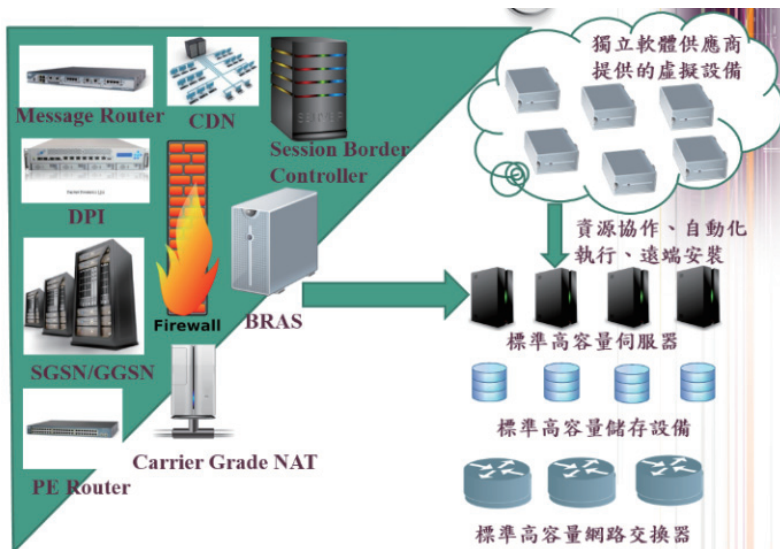 Message Router
CDN
Session Border
Controller
DPI
Firewall
BRAS
SGSN/GGSN
Carrier Grade NAT
PE Router
獨立軟體供應商
提供的虛擬設備
資源協作、自動化
執行、遠端安裝
標準高容量伺服器
標準高容量儲存設備
標準高容量網路交換器